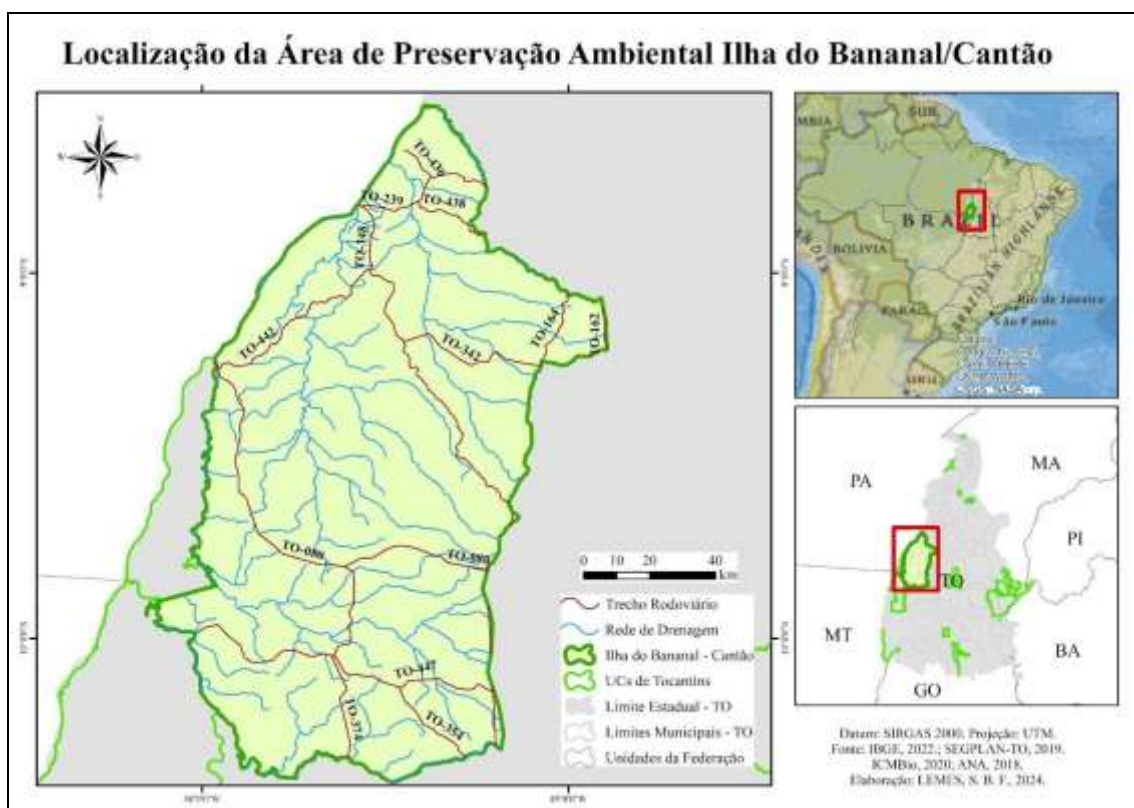 Localização da Área de Preservação Ambiental Ilha do Bananal/Cantão
TO-239
TO-438
TO-348
TO-164
TO-162
TO-342
TO-443
TO-080
TO-080
TO-447
TO-374
TO-354
0 10 20 40
km
Trecho Rodoviário
Rede de Drenagem
Ilha do Bananal - Cantão
UCs de Tocantins
Limite Estadual - TO
Limites Municipais - TO
Unidades da Federação
SUR.
BRAZIL
BOLIVIA
BRAZILIAN HIGHLANDS
Rio de Janeiro
São Paulo
PA
MA
PI
TO
MT
BA
GO
Datum: SIRGAS 2000. Projeção: UTM.
Fonte: IBGE, 2022.; SEGPLAN-TO, 2019.
ICMBio, 2020; ANA, 2018.
Elaboração: LEMES, S. B. F., 2024.